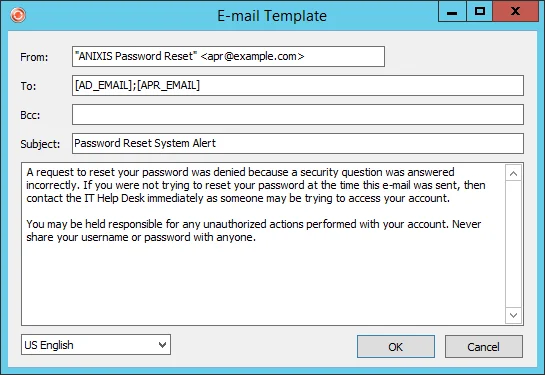 E-mail Template
From: "ANIXIS Password Reset" <apr@example.com>
To: [AD_EMAIL];[APR_EMAIL]
Bcc:
Subject: Password Reset System Alert
A request to reset your password was denied because a security question was answered
incorrectly. If you were not trying to reset your password at the time this e-mail was sent, then
contact the IT Help Desk immediately as someone may be trying to access your account.
You may be held responsible for any unauthorized actions performed with your account. Never
share your username or password with anyone.
US English OK Cancel